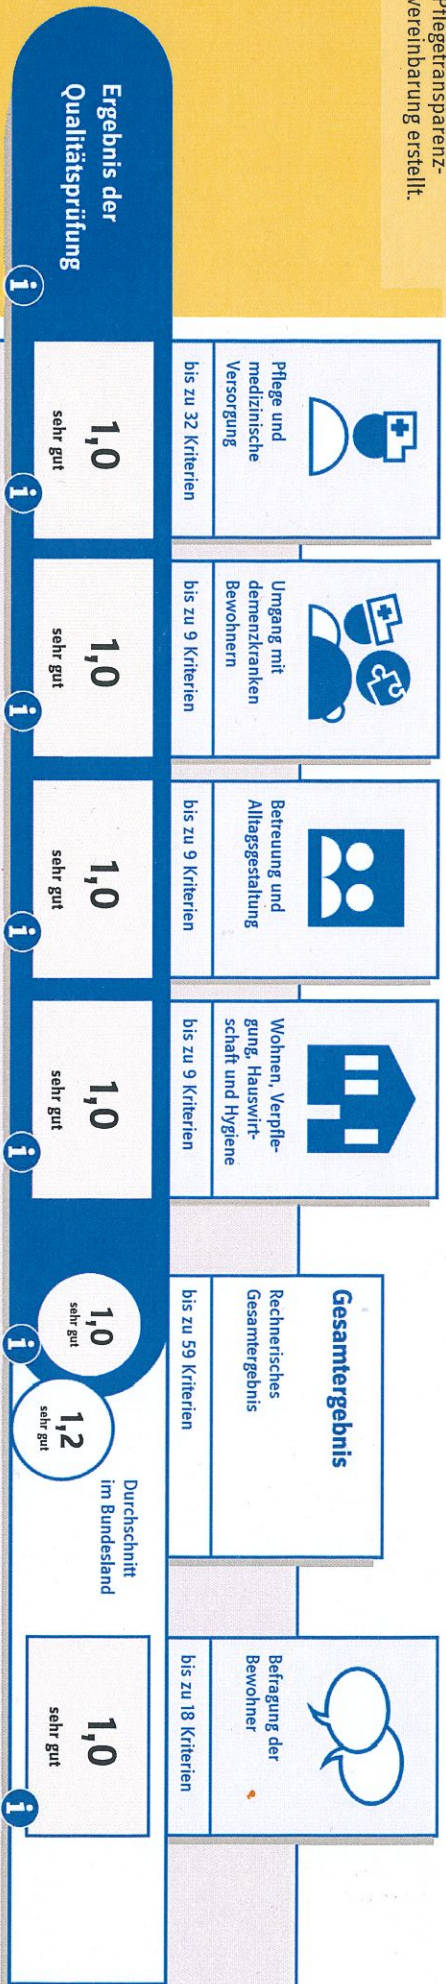 Pflegetransparenz-
vereinbarung erstellt.
Ergebnis der
Qualitätsprüfung
i
Pflege und
medizinische
Versorgung
bis zu 32 Kriterien
1,0
sehr gut
i
Umgang mit
demenzkranken
Bewohnern
bis zu 9 Kriterien
1,0
sehr gut
i
Betreuung und
Alltagsgestaltung
bis zu 9 Kriterien
1,0
sehr gut
i
Wohnen, Verpfle-
gung, Hauswirt-
schaft und Hygiene
bis zu 9 Kriterien
1,0
sehr gut
i
Gesamtergebnis
Rechnerisches
Gesamtergebnis
bis zu 59 Kriterien
1,0
sehr gut
i
1,2
sehr gut
Durchschnitt
im Bundesland
Befragung der
Bewohner
bis zu 18 Kriterien
1,0
sehr gut
i